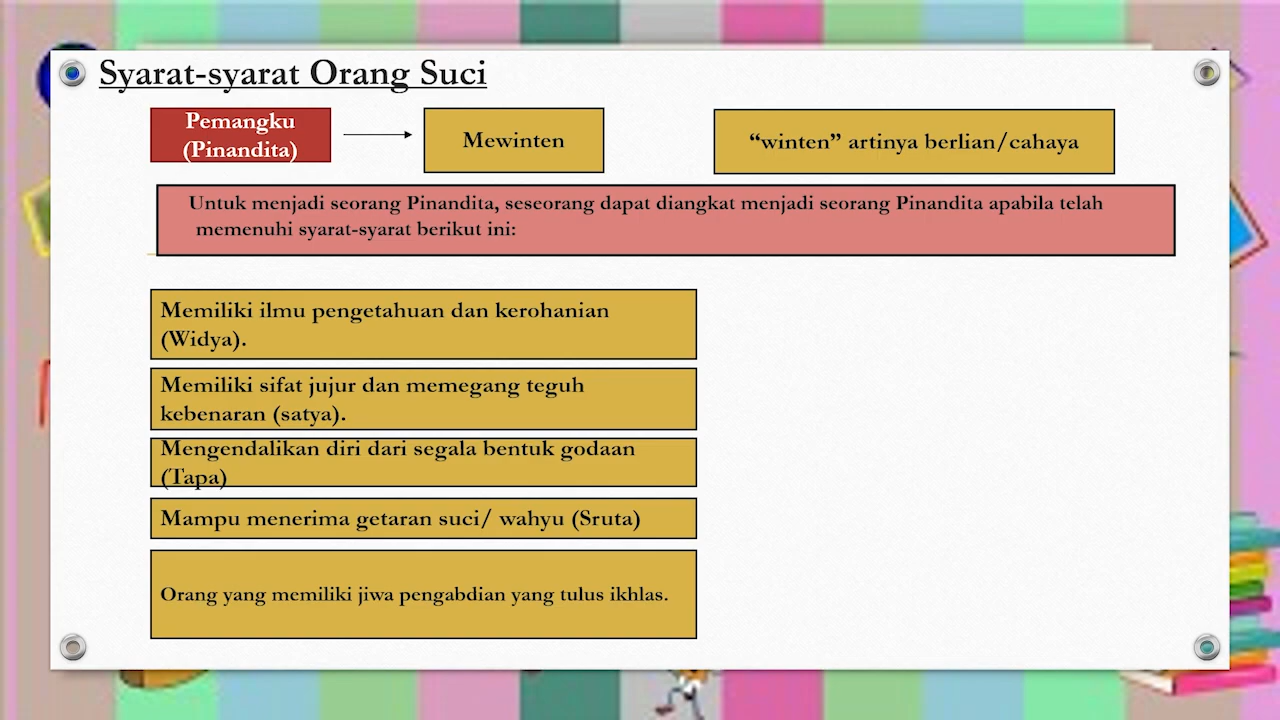 Syarat-syarat Orang Suci
Pemangku
(Pinandita)
Mewinten
“winten” artinya berlian/cahaya
Untuk menjadi seorang Pinandita, seseorang dapat diangkat menjadi seorang Pinandita apabila telah
memenuhi syarat-syarat berikut ini:
Memiliki ilmu pengetahuan dan kerohanian
(Widya).
Memiliki sifat jujur dan memegang teguh
kebenaran (satya).
Mengendalikan diri dari segala bentuk godaan
(Tapa)
Mampu menerima getaran suci/ wahyu (Sruta)
Orang yang memiliki jiwa pengabdian yang tulus ikhlas.